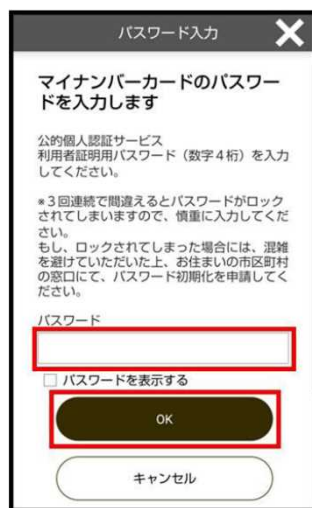 パスワード入力
マイナンバーカードのパスワー
ドを入力します
公的個人認証サービス
利用者証明用パスワード（数字４桁）を入力
してください。
※３回連続で間違えるとパスワードがロック
されてしまいますので、慎重に入力してくだ
さい。
もし、ロックされてしまった場合には、混雑
を避けていただいた上、お住まいの市区町村
の窓口にて、パスワード初期化を申請してく
ださい。
パスワード
パスワードを表示する
OK
キャンセル